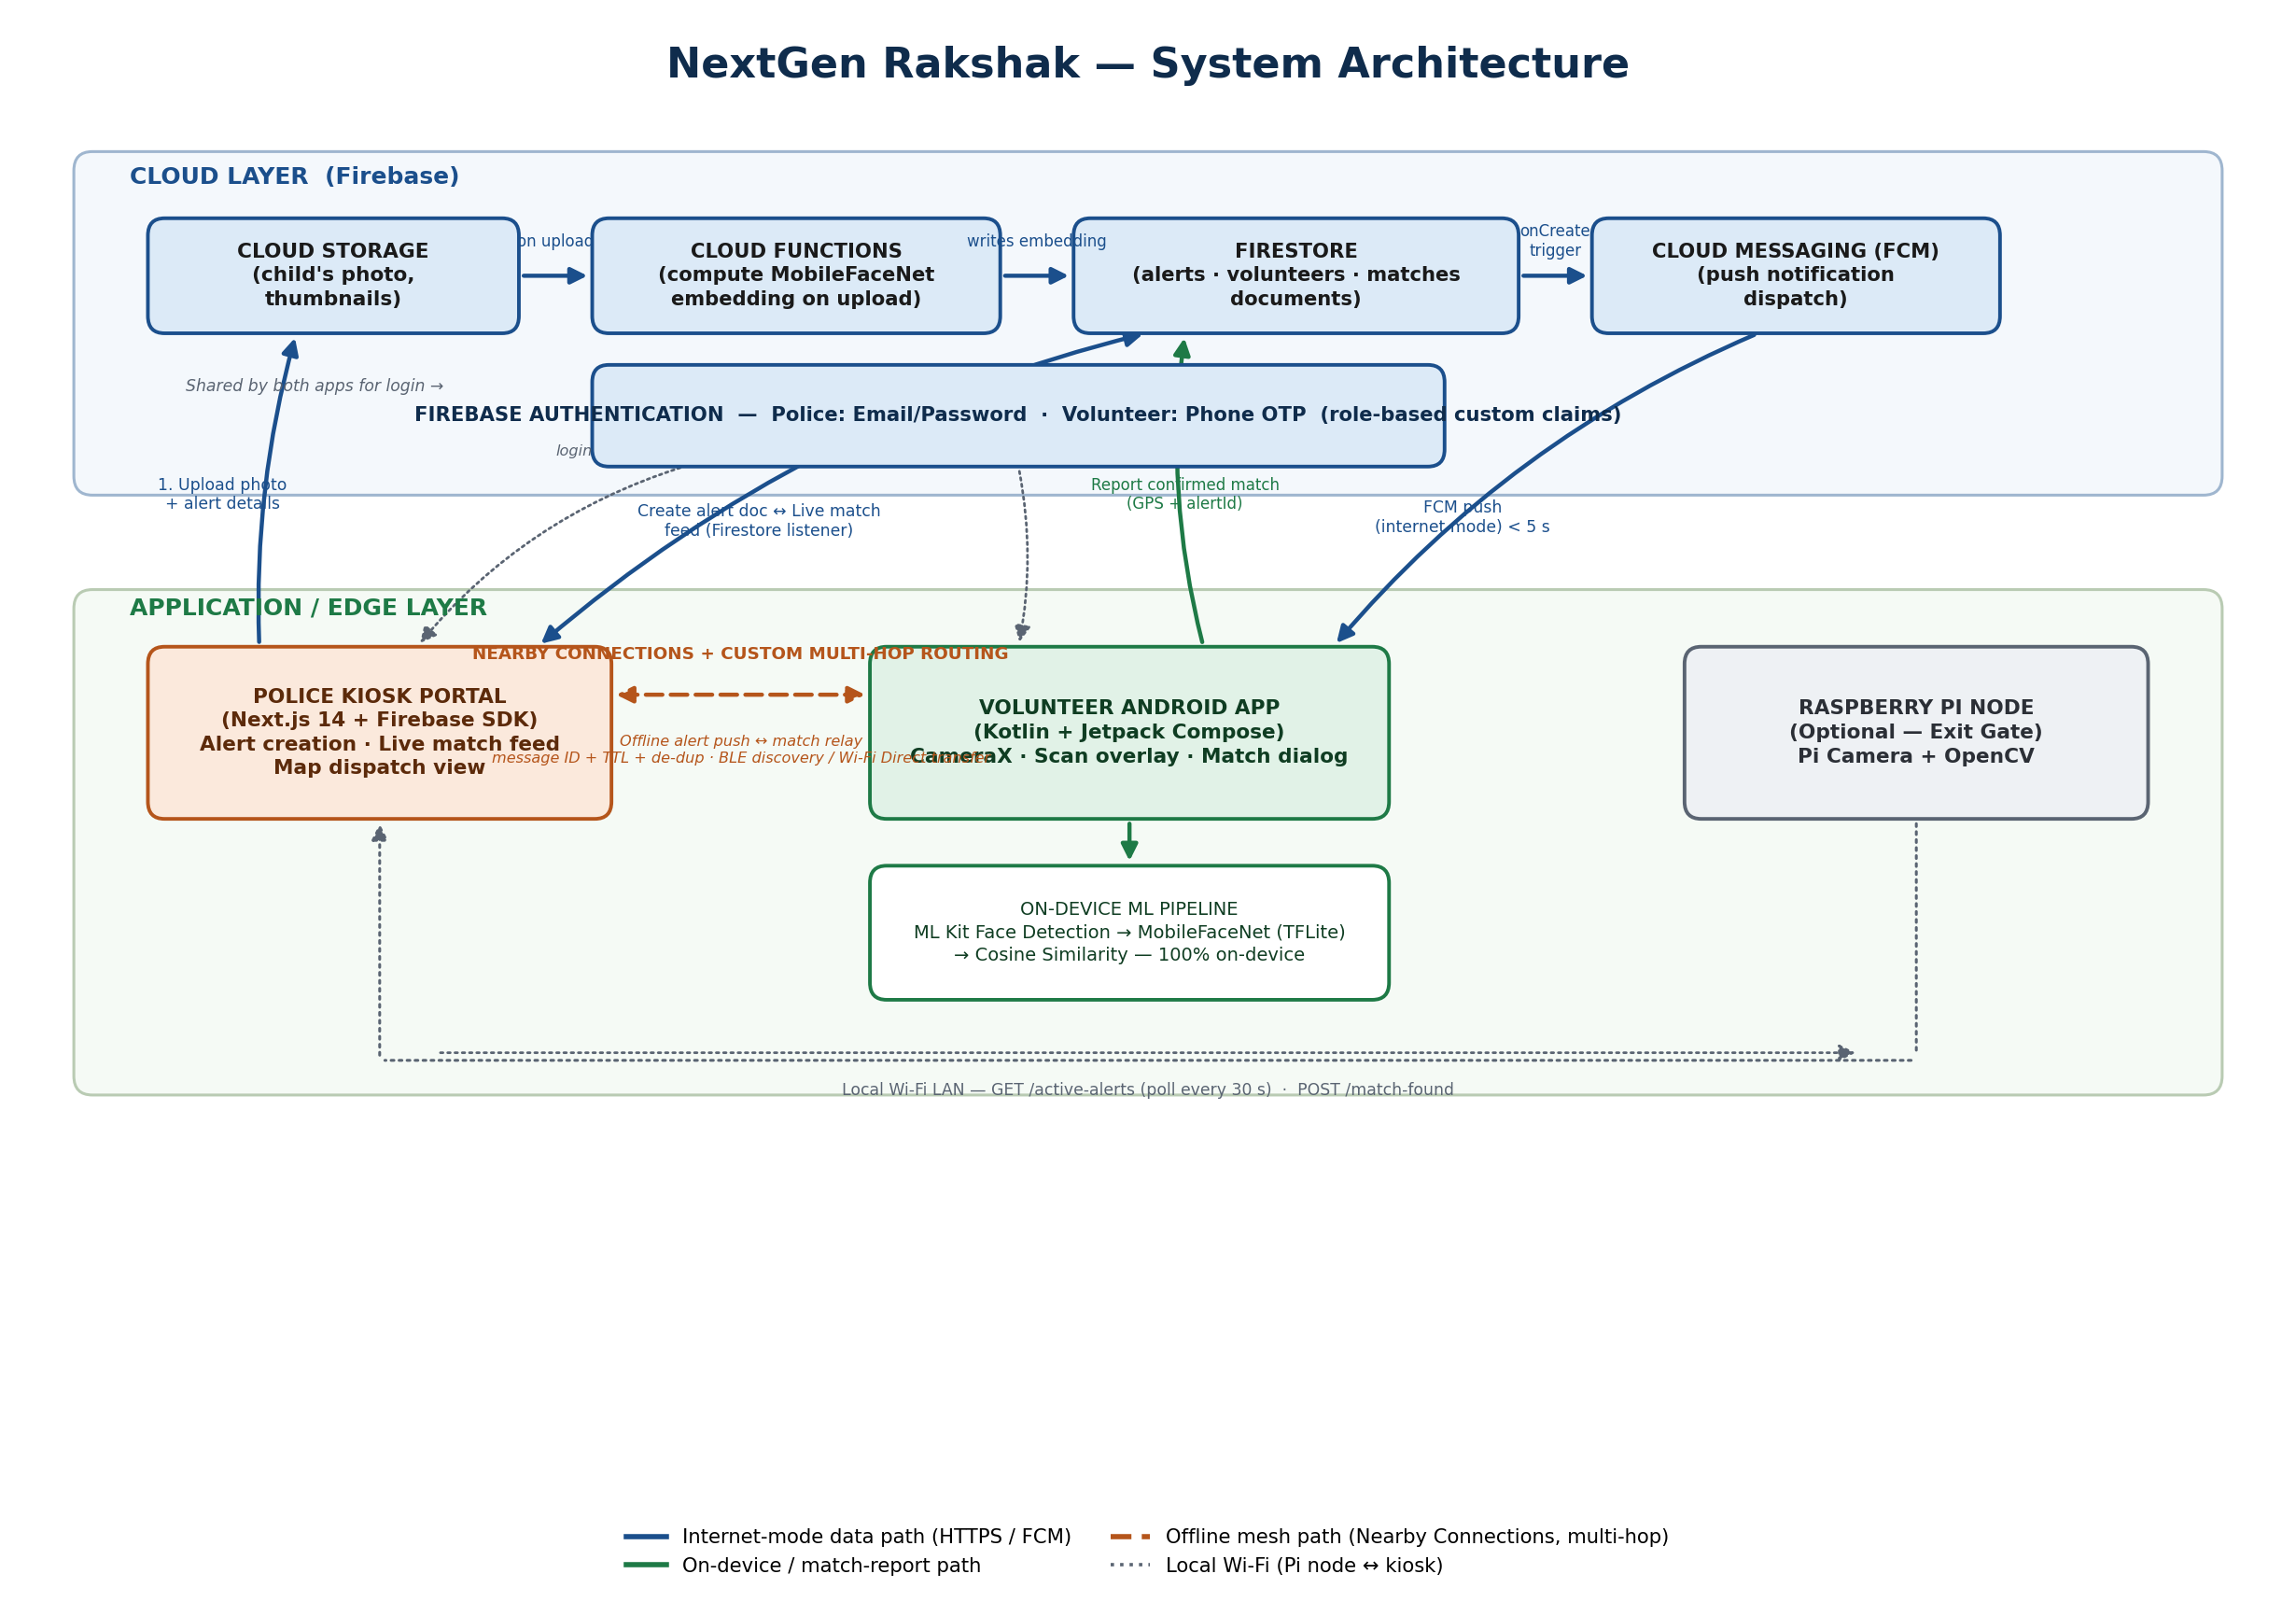 NextGen Rakshak — System Architecture
CLOUD LAYER  (Firebase)
CLOUD STORAGE
(child's photo,
thumbnails)
on upload
CLOUD FUNCTIONS
(compute MobileFaceNet
embedding on upload)
writes embedding
FIRESTORE
(alerts · volunteers · matches
documents)
onCreate
trigger
CLOUD MESSAGING (FCM)
(push notification
dispatch)
Shared by both apps for login →
FIREBASE AUTHENTICATION  —  Police: Email/Password  ·  Volunteer: Phone OTP  (role-based custom claims)
login
1. Upload photo
+ alert details
Create alert doc ↔ Live match
feed (Firestore listener)
Report confirmed match
(GPS + alertId)
FCM push
(internet mode) < 5 s
APPLICATION / EDGE LAYER
NEARBY CONNECTIONS + CUSTOM MULTI-HOP ROUTING
POLICE KIOSK PORTAL
(Next.js 14 + Firebase SDK)
Alert creation · Live match feed
Map dispatch view
Offline alert push ↔ match relay
message ID + TTL + de-dup · BLE discovery / Wi-Fi Direct transfer
VOLUNTEER ANDROID APP
(Kotlin + Jetpack Compose)
CameraX · Scan overlay · Match dialog
RASPBERRY PI NODE
(Optional — Exit Gate)
Pi Camera + OpenCV
ON-DEVICE ML PIPELINE
ML Kit Face Detection → MobileFaceNet (TFLite)
→ Cosine Similarity — 100% on-device
Local Wi-Fi LAN — GET /active-alerts (poll every 30 s)  ·  POST /match-found
Internet-mode data path (HTTPS / FCM)
On-device / match-report path
Offline mesh path (Nearby Connections, multi-hop)
Local Wi-Fi (Pi node ↔ kiosk)